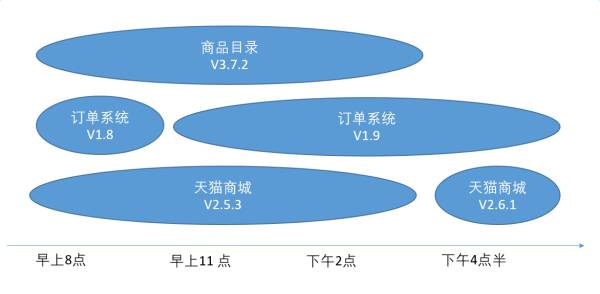 商品目录
V3.7.2
订单系统
V1.8
订单系统
V1.9
天猫商城
V2.5.3
天猫商城
V2.6.1
早上8点
早上11 点
下午2点
下午4点半